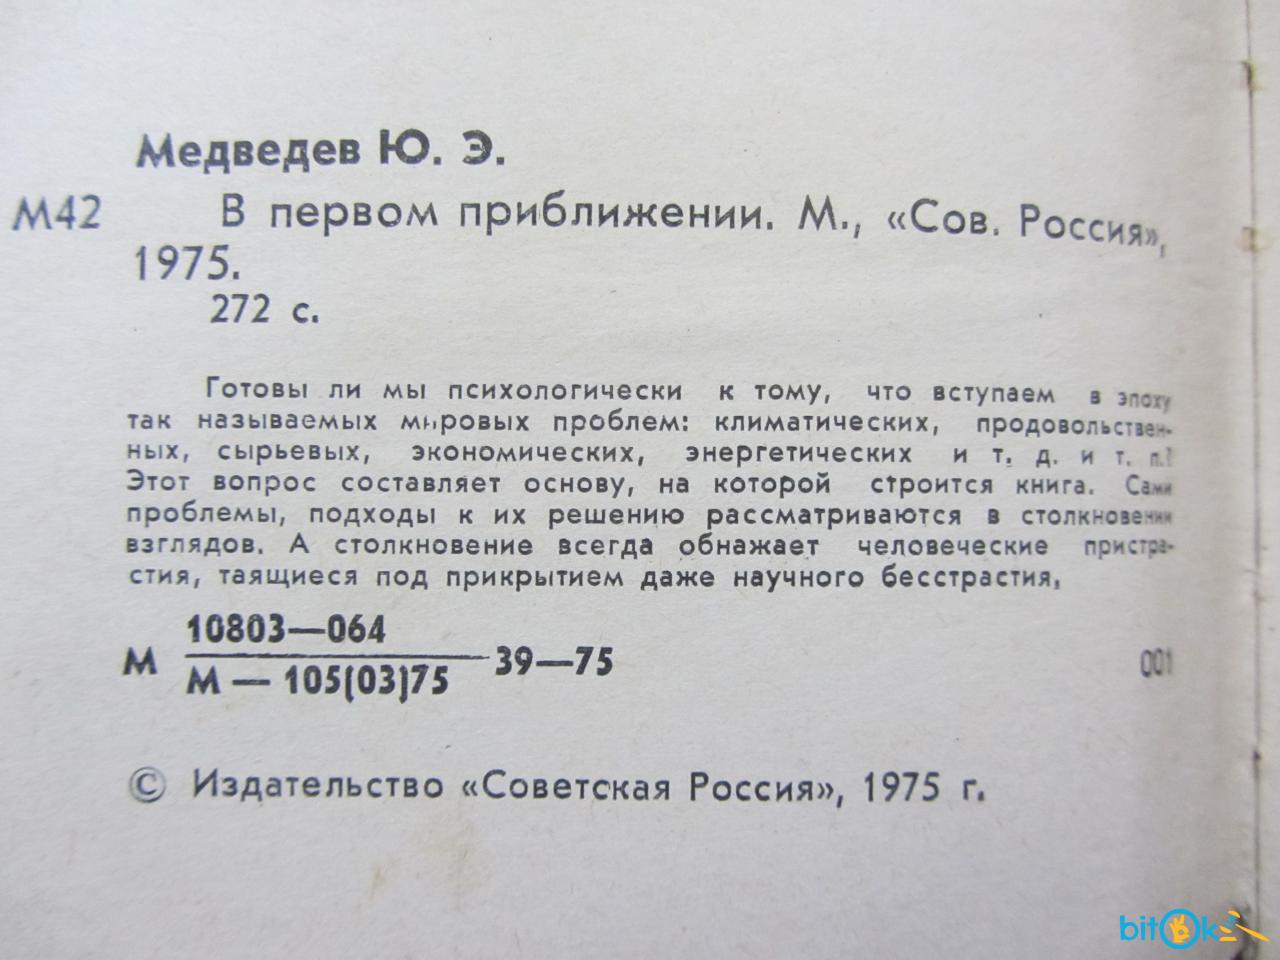 Медведев Ю. Э.
М42 В первом приближении. М., «Сов. Россия»,
1975.
272 с.
Готовы ли мы психологически к тому, что вступаем в эпоху
так называемых мировых проблем: климатических, продовольствен-
ных, сырьевых, экономических, энергетических и т. д. и т. п.?
Этот вопрос составляет основу, на которой строится книга. Сами
проблемы, подходы к их решению рассматриваются в столкновении
взглядов. А столкновение всегда обнажает человеческие пристра-
стия, таящиеся под прикрытием даже научного бесстрастия.
10803—064
М 39—75 001
М — 105(03)75
© Издательство «Советская Россия», 1975 г.
bitOk